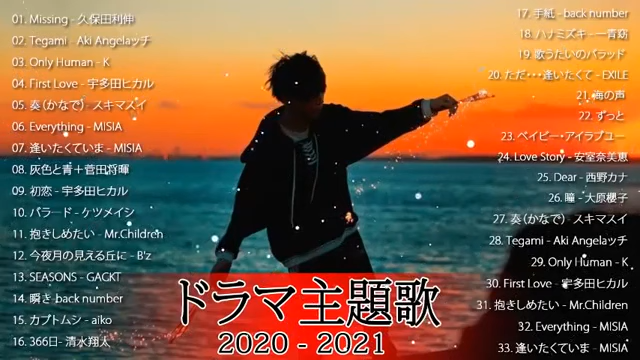 01. Missing - 久保田利伸
02. Tegami - Aki Angelaッチ
03. Only Human - K
04. First Love - 宇多田ヒカル
05. 奏(かなで) - スキマスイ
06. Everything - MISIA
07. 逢いたくていま - MISIA
08. 灰色と青+菅田将暉
09. 初恋 - 宇多田ヒカル
10. バラード - ケツメイシ
11. 抱きしめたい - Mr.Children
12. 今夜月の見える丘に - B'z
13. SEASONS - GACKT
14. 瞬き-back number
15. カブトムシ - aiko
16. 366日- 清水翔太
17. 手紙 - back number
18. ハナミズキ - 一青窈
19. 歌うたいのバラッド
20. ただ・・・逢いたくて - EXILE
21. 海の声
22. ずっと
23. ベイビー・アイラブユー
24. Love Story - 安室奈美恵
25. Dear - 西野カナ
26. 瞳 - 大原櫻子
27. 奏(かなで) スキマスイ
28. Tegami - Aki Angelaッチ
29. Only Human - K
30. First Love - 宇多田ヒカル
31. 抱きしめたい - Mr.Children
32. Everything - MISIA
33. 逢いたくていま - MISIA
ドラマ主題歌
2020 - 2021